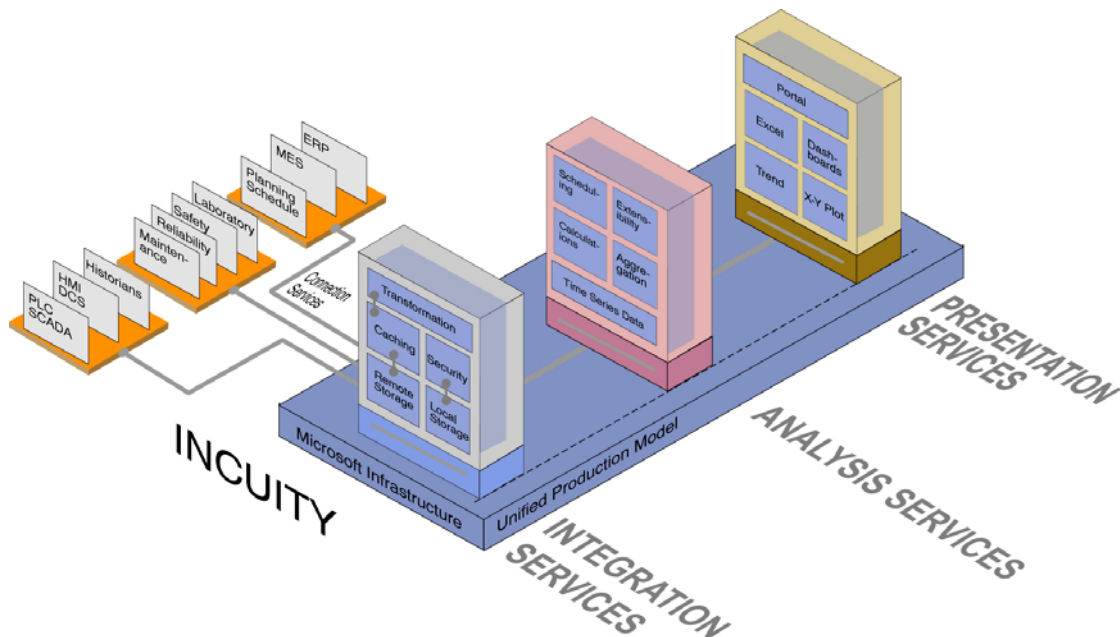 ERP
MES
Planning
Schedule
Laboratory
Safety
Reliability
Mainten-
ance
Historians
HMI
DCS
PLC
SCADA
Connection
Services
INCUITY
Transformation
Caching
Security
Remote
Storage
Local
Storage
Schedul-
ing
Extens-
ibility
Calculat-
ions
Aggre-
gation
Time Series Data
Portal
Excel
Dash-
boards
Trend
X-Y Plot
Microsoft Infrastructure
Unified Production Model
INTEGRATION
SERVICES
ANALYSIS SERVICES
PRESENTATION
SERVICES